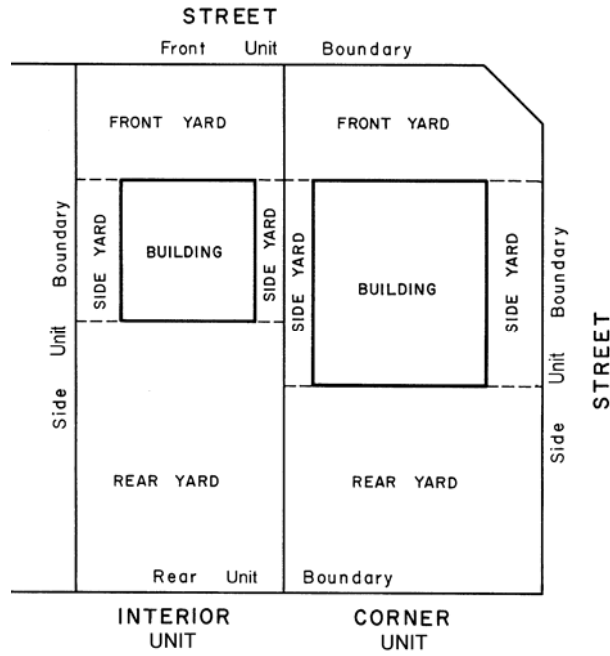 STREET
Front Unit Boundary
FRONT YARD
FRONT YARD
Side Unit Boundary
SIDE YARD
BUILDING
SIDE YARD
SIDE YARD
BUILDING
SIDE YARD
Side Unit Boundary
STREET
REAR YARD
REAR YARD
Rear Unit Boundary
INTERIOR
UNIT
CORNER
UNIT